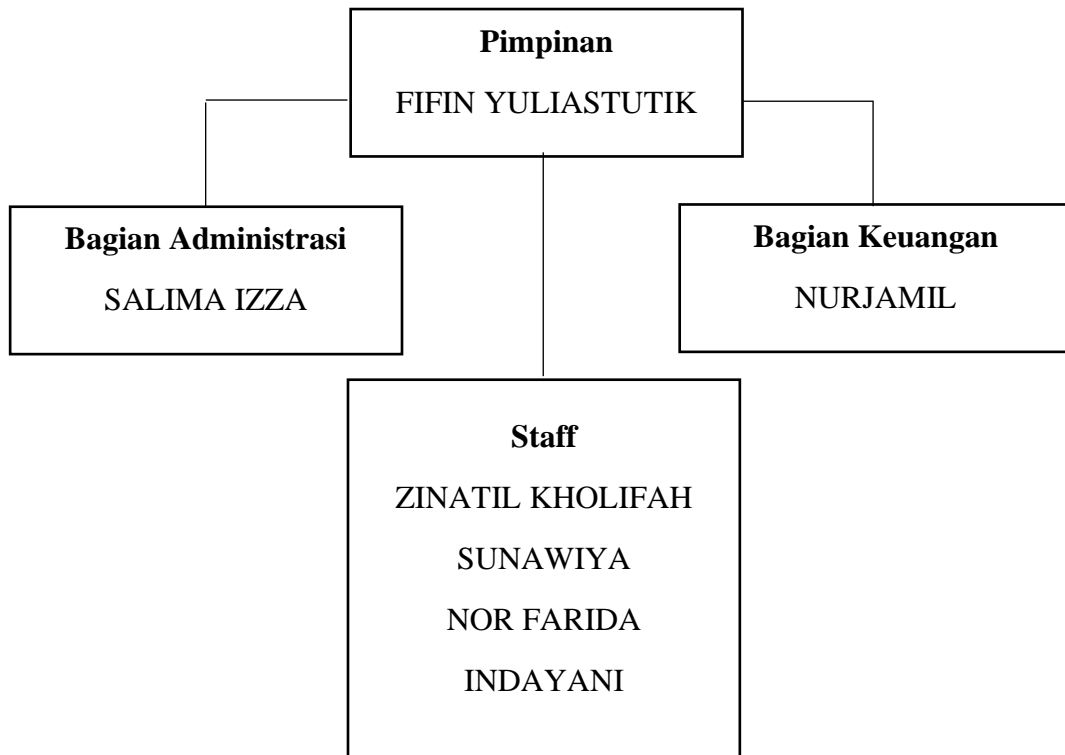 Pimpinan
FIFIN YULIASTUTIK
Bagian Administrasi
SALIMA IZZA
Bagian Keuangan
NURJAMIL
Staff
ZINATIL KHOLIFAH
SUNAWIYA
NOR FARIDA
INDAYANI